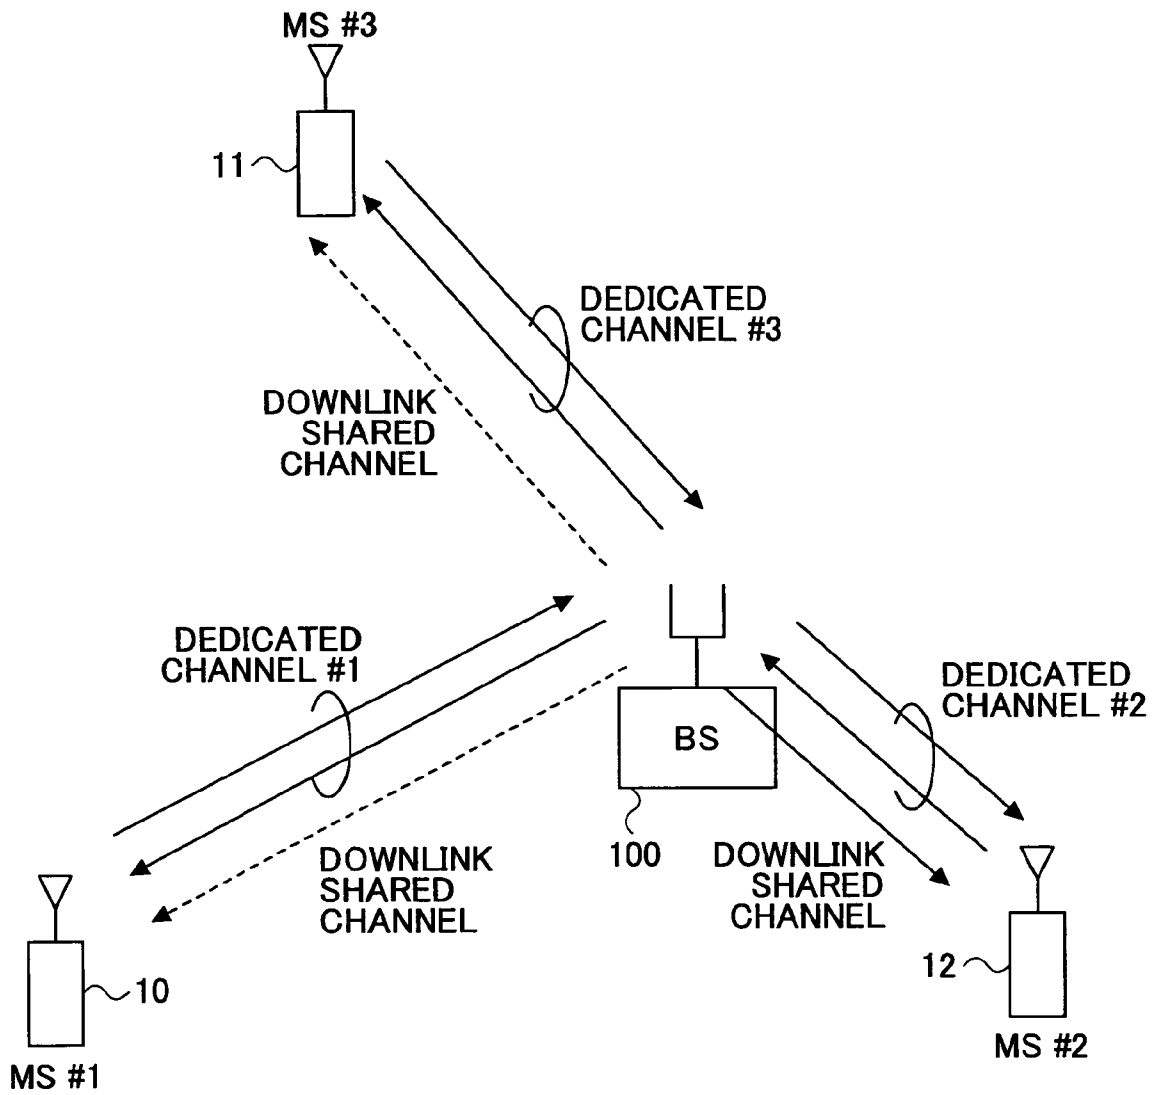 MS #3
11
DEDICATED
CHANNEL #3
DOWNLINK
SHARED
CHANNEL
DEDICATED
CHANNEL #1
DEDICATED
CHANNEL #2
BS
100
DOWNLINK
SHARED
CHANNEL
DOWNLINK
SHARED
CHANNEL
10
12
MS #1
MS #2